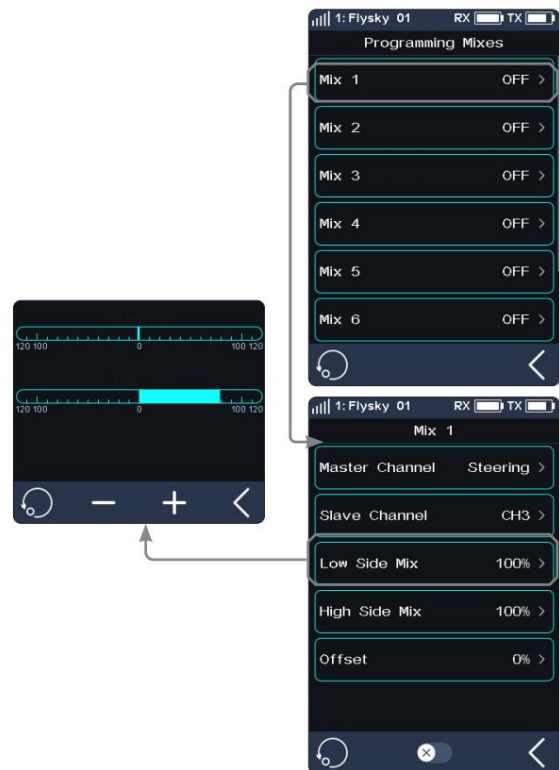 1: Flysky 01 RX TX
Programming Mixes
Mix 1 OFF >
Mix 2 OFF >
Mix 3 OFF >
Mix 4 OFF >
Mix 5 OFF >
Mix 6 OFF >
120 100 0 100 120
120 100 0 100 120
1: Flysky 01 RX TX
Mix 1
Master Channel Steering >
Slave Channel CH3 >
Low Side Mix 100% >
High Side Mix 100% >
Offset 0% >